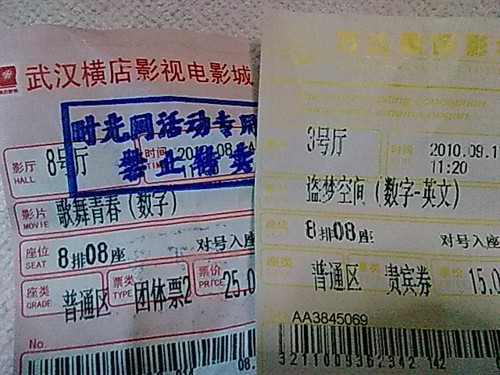 武汉横店影视电影城
时光网活动专用
禁止转卖
影厅 HALL 8号厅 时间
影片 MOVIE 歌舞青春(数字)
座位 SEAT 8排08座 对号入座
座类 GRADE 普通区 票类 TYPE 团体票2 票价 PRICE 25.0
No.
08.
3号厅 时间 2010.09.1
11:20
盗梦空间(数字-英文)
座位 8排08座 对号入座
普通区 贵宾券 票价 15.0
AA3845069
3211009362342 142